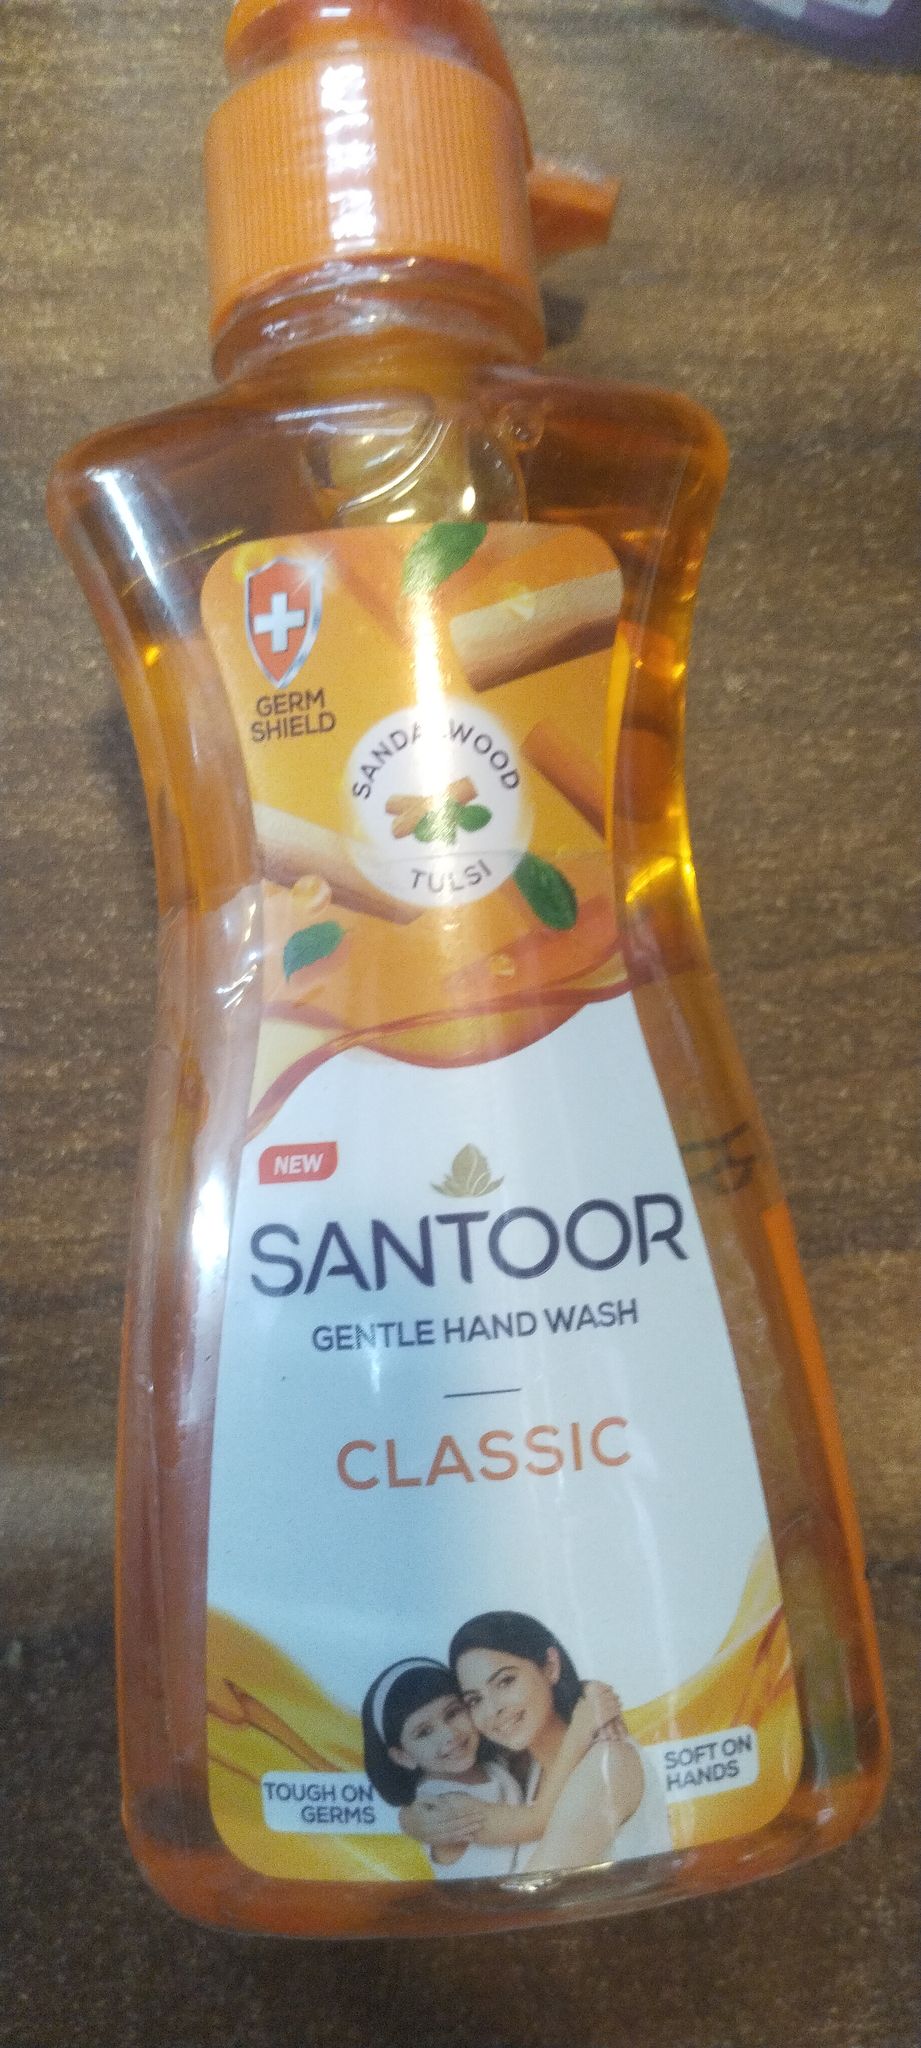 GERM
SHIELD
SANDALWOOD
TULSI
NEW
SANTOOR
GENTLE HAND WASH
CLASSIC
TOUGH ON
GERMS
SOFT ON
HANDS